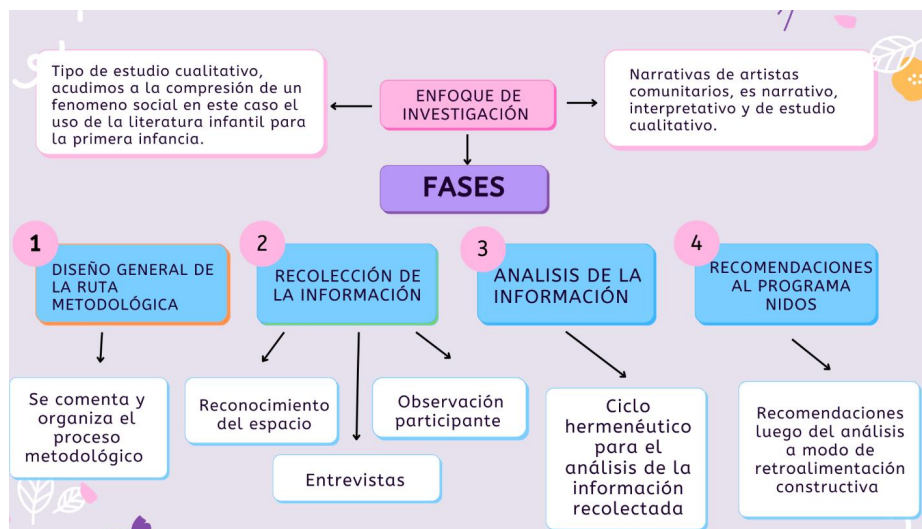 Tipo de estudio cualitativo,
acudimos a la compresión de un
fenomeno social en este caso el
uso de la literatura infantil para
la primera infancia.
ENFOQUE DE
INVESTIGACIÓN
Narrativas de artistas
comunitarios, es narrativo,
interpretativo y de estudio
cualitativo.
FASES
1
DISEÑO GENERAL DE
LA RUTA
METODOLÓGICA
2
RECOLECCIÓN DE
LA INFORMACIÓN
3
ANALISIS DE LA
INFORMACIÓN
4
RECOMENDACIONES
AL PROGRAMA
NIDOS
Se comenta y
organiza el
proceso
metodológico
Reconocimiento
del espacio
Entrevistas
Observación
participante
Ciclo
hermenéutico
para el
análisis de la
información
recolectada
Recomendaciones
luego del análisis
a modo de
retroalimentación
constructiva